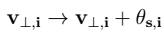 v⊥,i → v⊥,i + θs,i